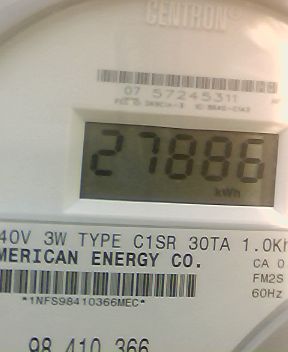 CENTRON®
07 57245311
27886
kWh
40V 3W TYPE C1SR 30TA 1.0Kh
MERICAN ENERGY CO.
CA 0
FM2S
60Hz
*1NFS98410366MEC*
98 410 366